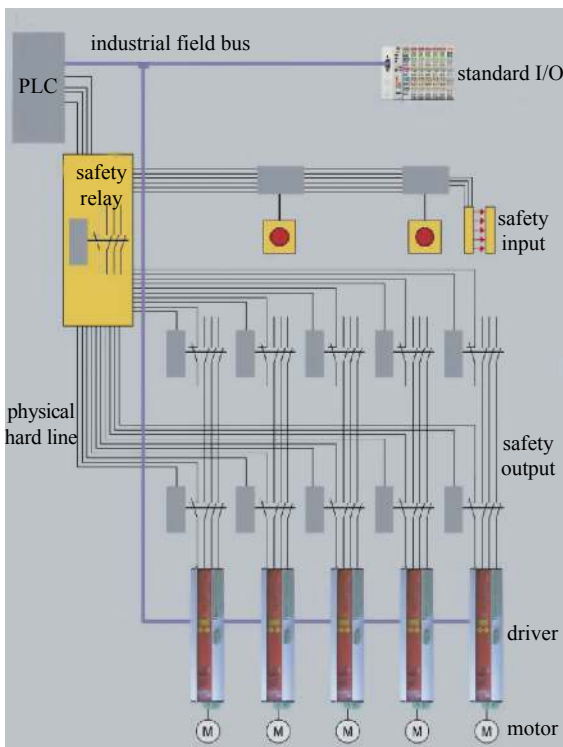 industrial field bus
PLC
standard I/O
safety
relay
safety
input
physical
hard line
safety
output
driver
M
M
M
M
M
motor